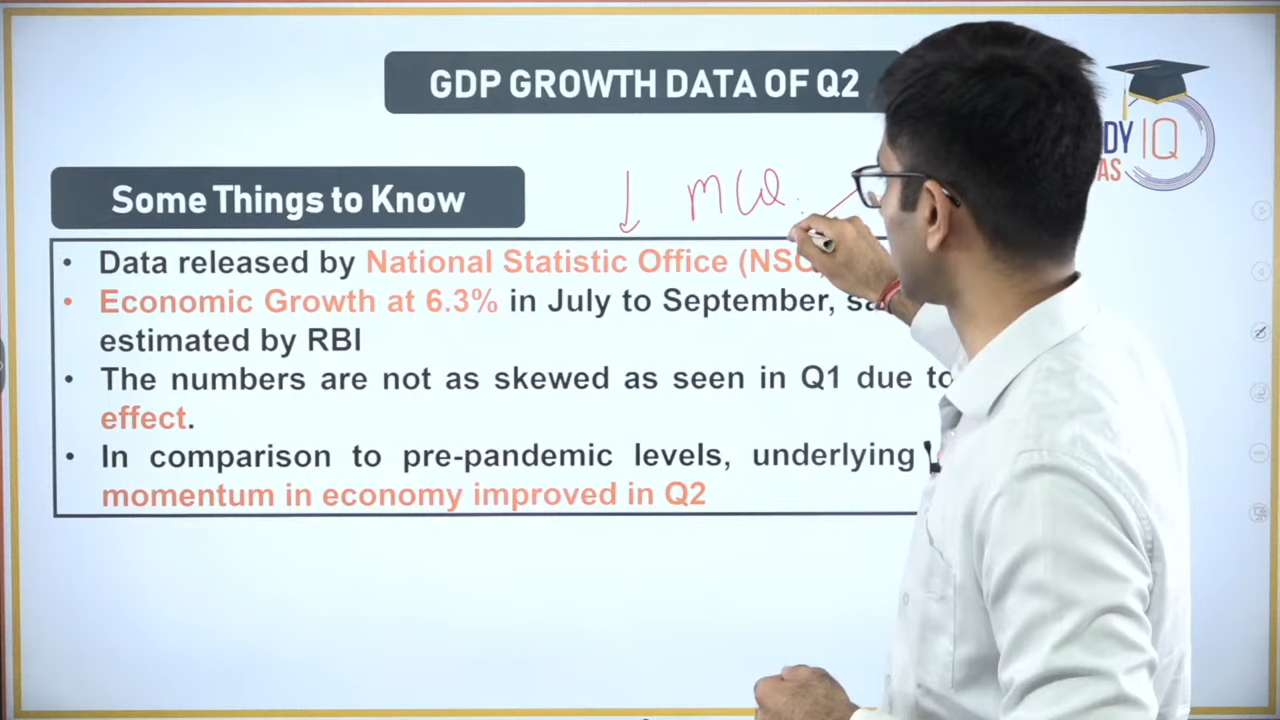 GDP GROWTH DATA OF Q2
DY IQ
AS
Some Things to Know
MCQ
• Data released by National Statistic Office (NSO
• Economic Growth at 6.3% in July to September,
estimated by RBI
• The numbers are not as skewed as seen in Q1 due to
effect.
• In comparison to pre-pandemic levels, underlying
momentum in economy improved in Q2